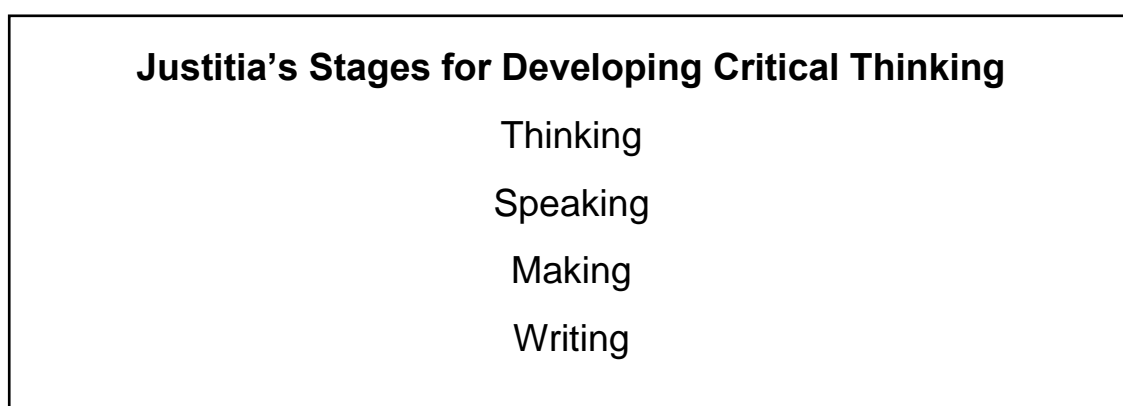 Justitia’s Stages for Developing Critical Thinking
Thinking
Speaking
Making
Writing